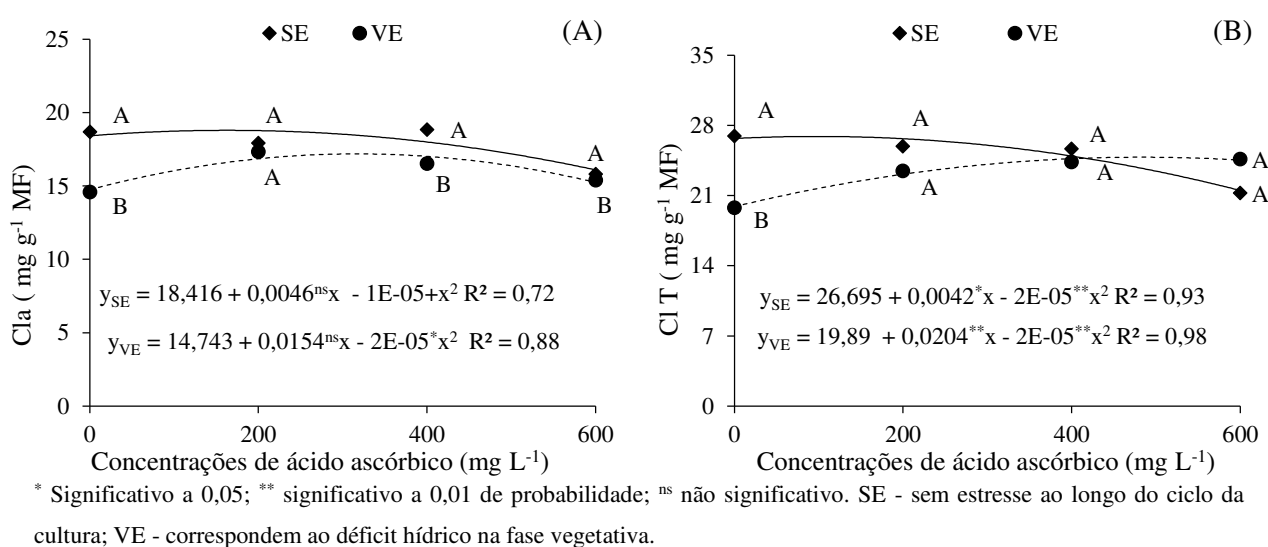 SE VE (A)
25
20
15
10
5
0
Cla ( mg g⁻¹ MF)
A A A A
B A B B
y_SE = 18,416 + 0,0046ⁿˢx - 1E-05+x² R² = 0,72
y_VE = 14,743 + 0,0154ⁿˢx - 2E-05*x² R² = 0,88
0 200 400 600
Concentrações de ácido ascórbico (mg L⁻¹)
SE VE (B)
35
28
21
14
7
0
Cl T ( mg g⁻¹ MF)
A A A A
B A A A
y_SE = 26,695 + 0,0042*x - 2E-05**x² R² = 0,93
y_VE = 19,89 + 0,0204**x - 2E-05**x² R² = 0,98
0 200 400 600
Concentrações de ácido ascórbico (mg L⁻¹)
* Significativo a 0,05; ** significativo a 0,01 de probabilidade; ⁿˢ não significativo. SE - sem estresse ao longo do ciclo da
cultura; VE - correspondem ao déficit hídrico na fase vegetativa.